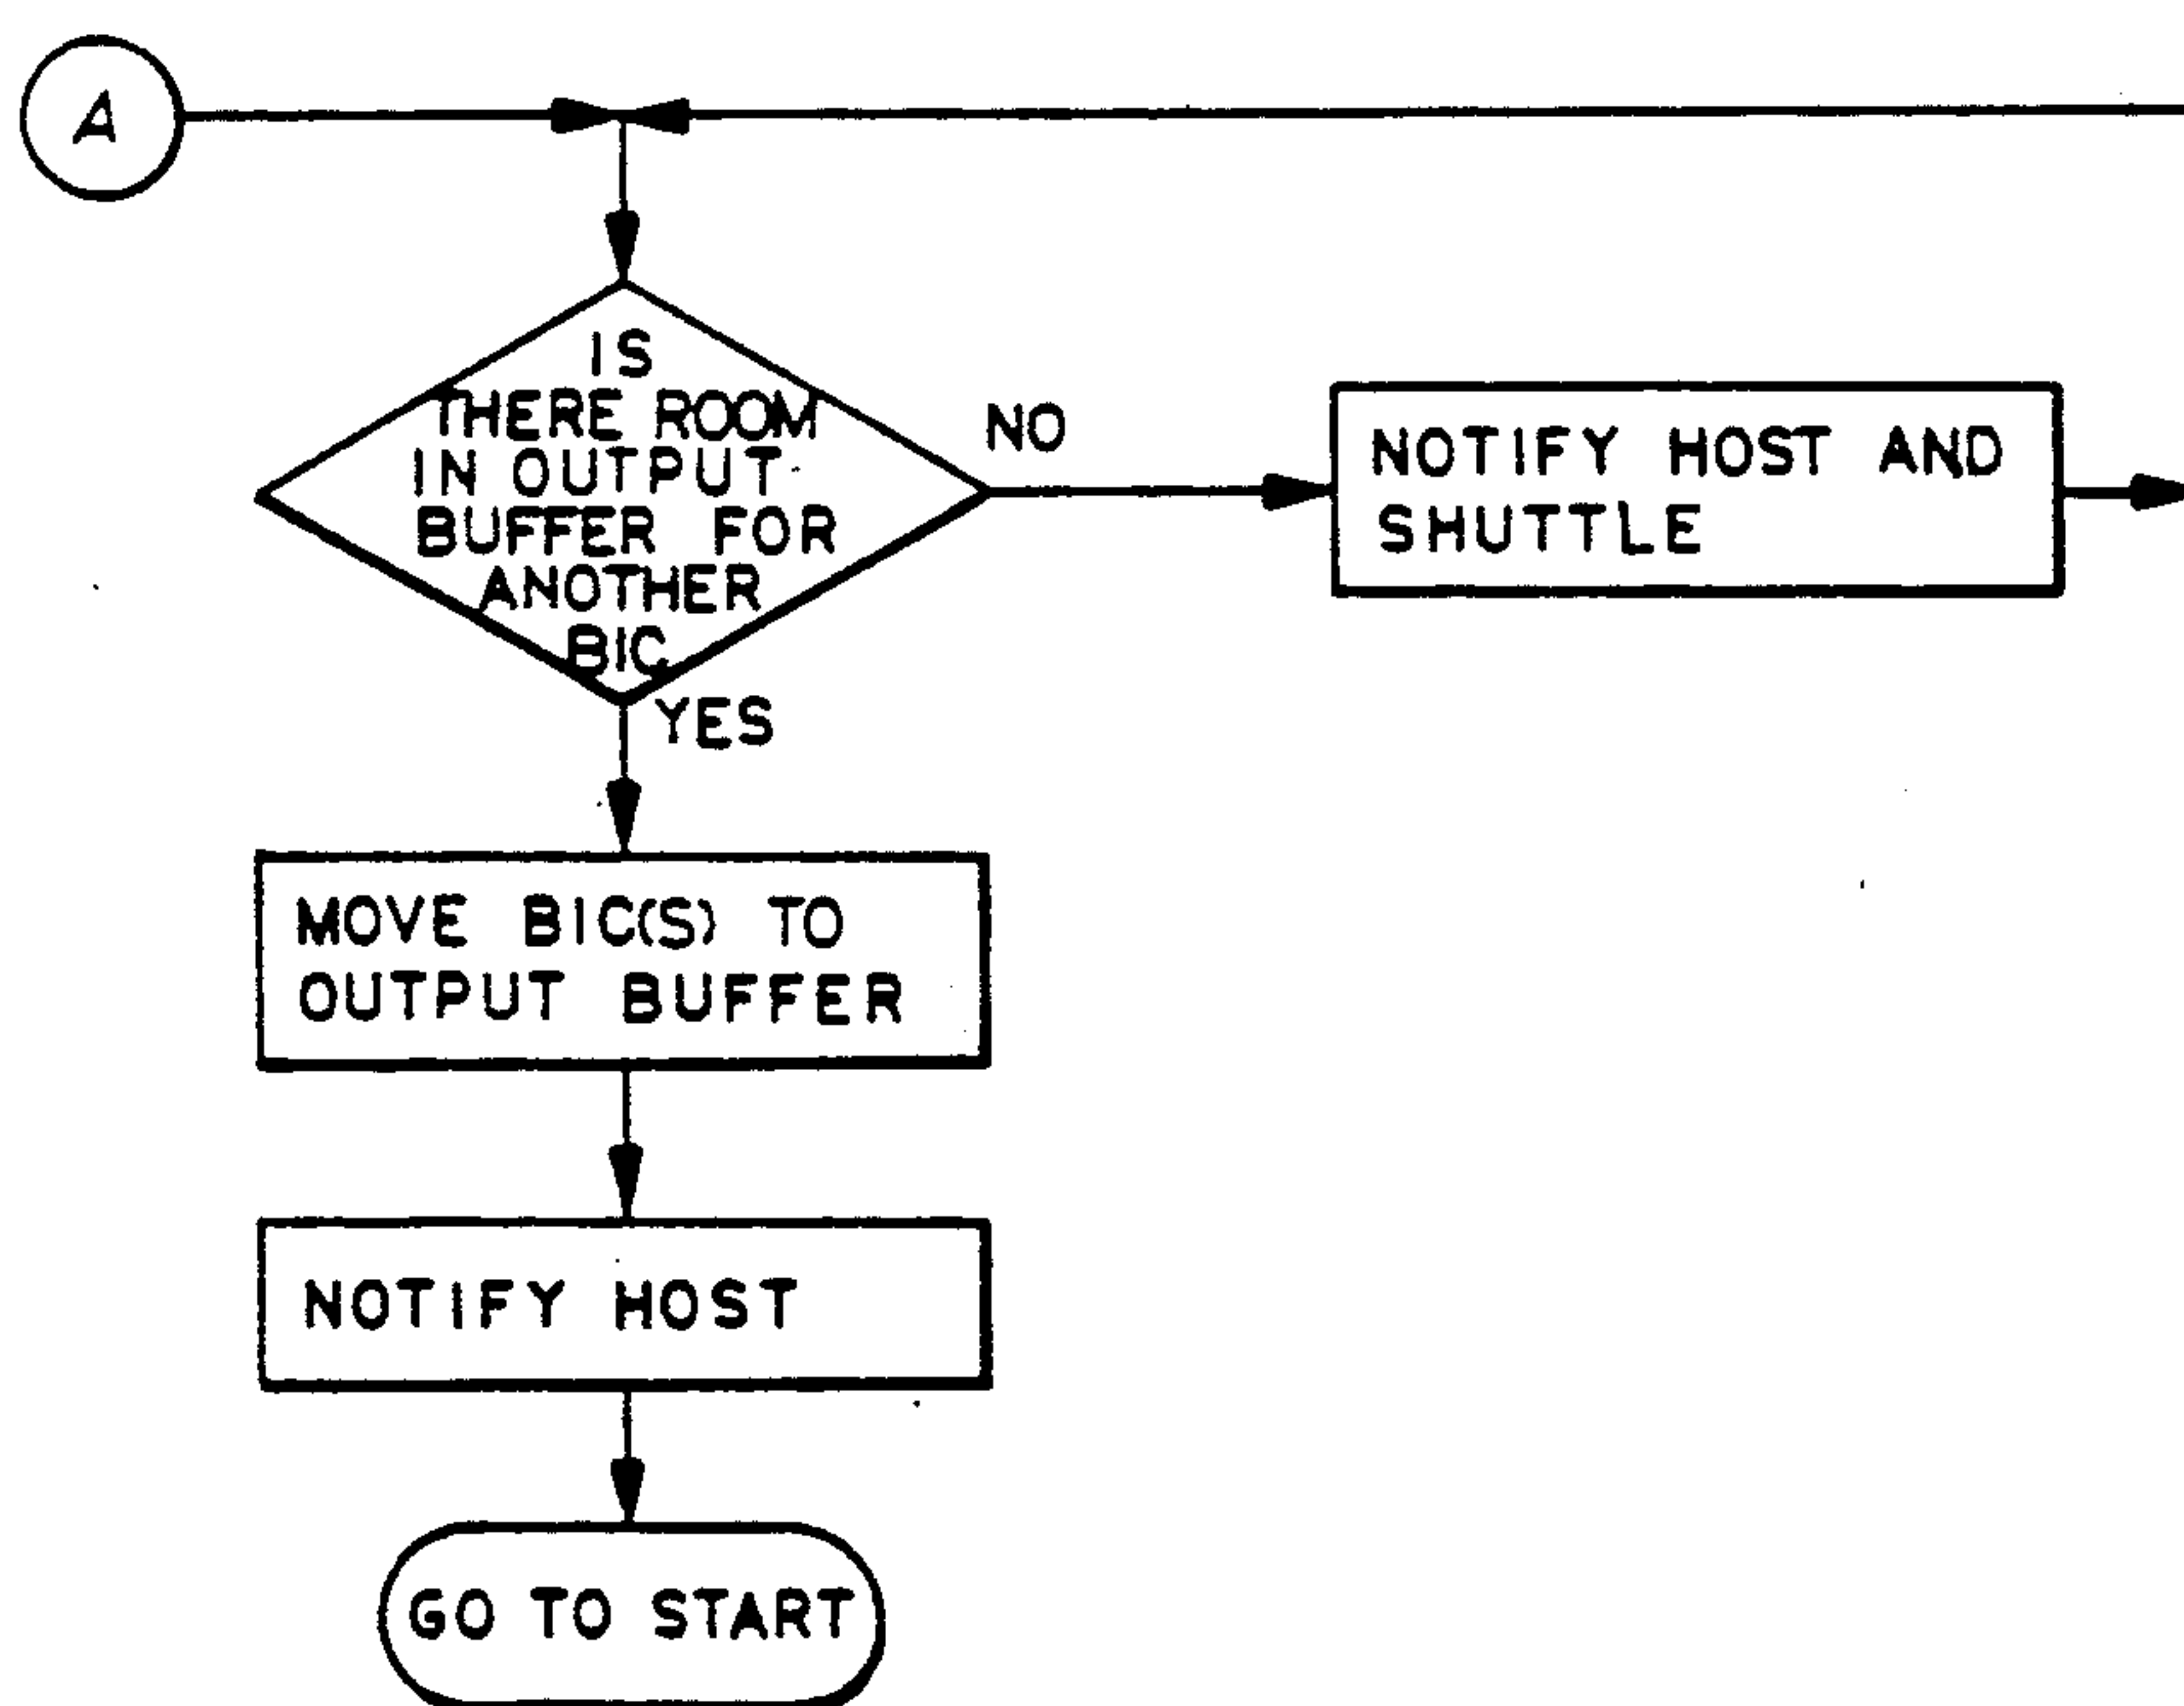 A
IS
THERE ROOM
IN OUTPUT
BUFFER FOR
ANOTHER
BIC
NO
NOTIFY HOST AND
SHUTTLE
YES
MOVE BIC(S) TO
OUTPUT BUFFER
NOTIFY HOST
GO TO START